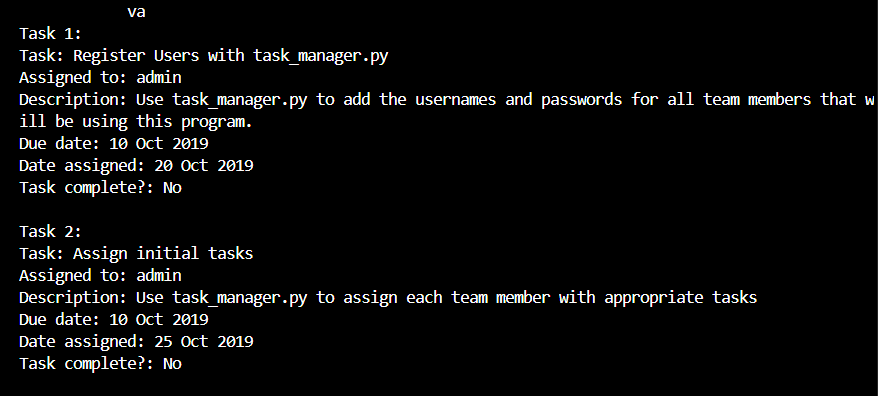 va
Task 1:
Task: Register Users with task_manager.py
Assigned to: admin
Description: Use task_manager.py to add the usernames and passwords for all team members that w
ill be using this program.
Due date: 10 Oct 2019
Date assigned: 20 Oct 2019
Task complete?: No
Task 2:
Task: Assign initial tasks
Assigned to: admin
Description: Use task_manager.py to assign each team member with appropriate tasks
Due date: 10 Oct 2019
Date assigned: 25 Oct 2019
Task complete?: No